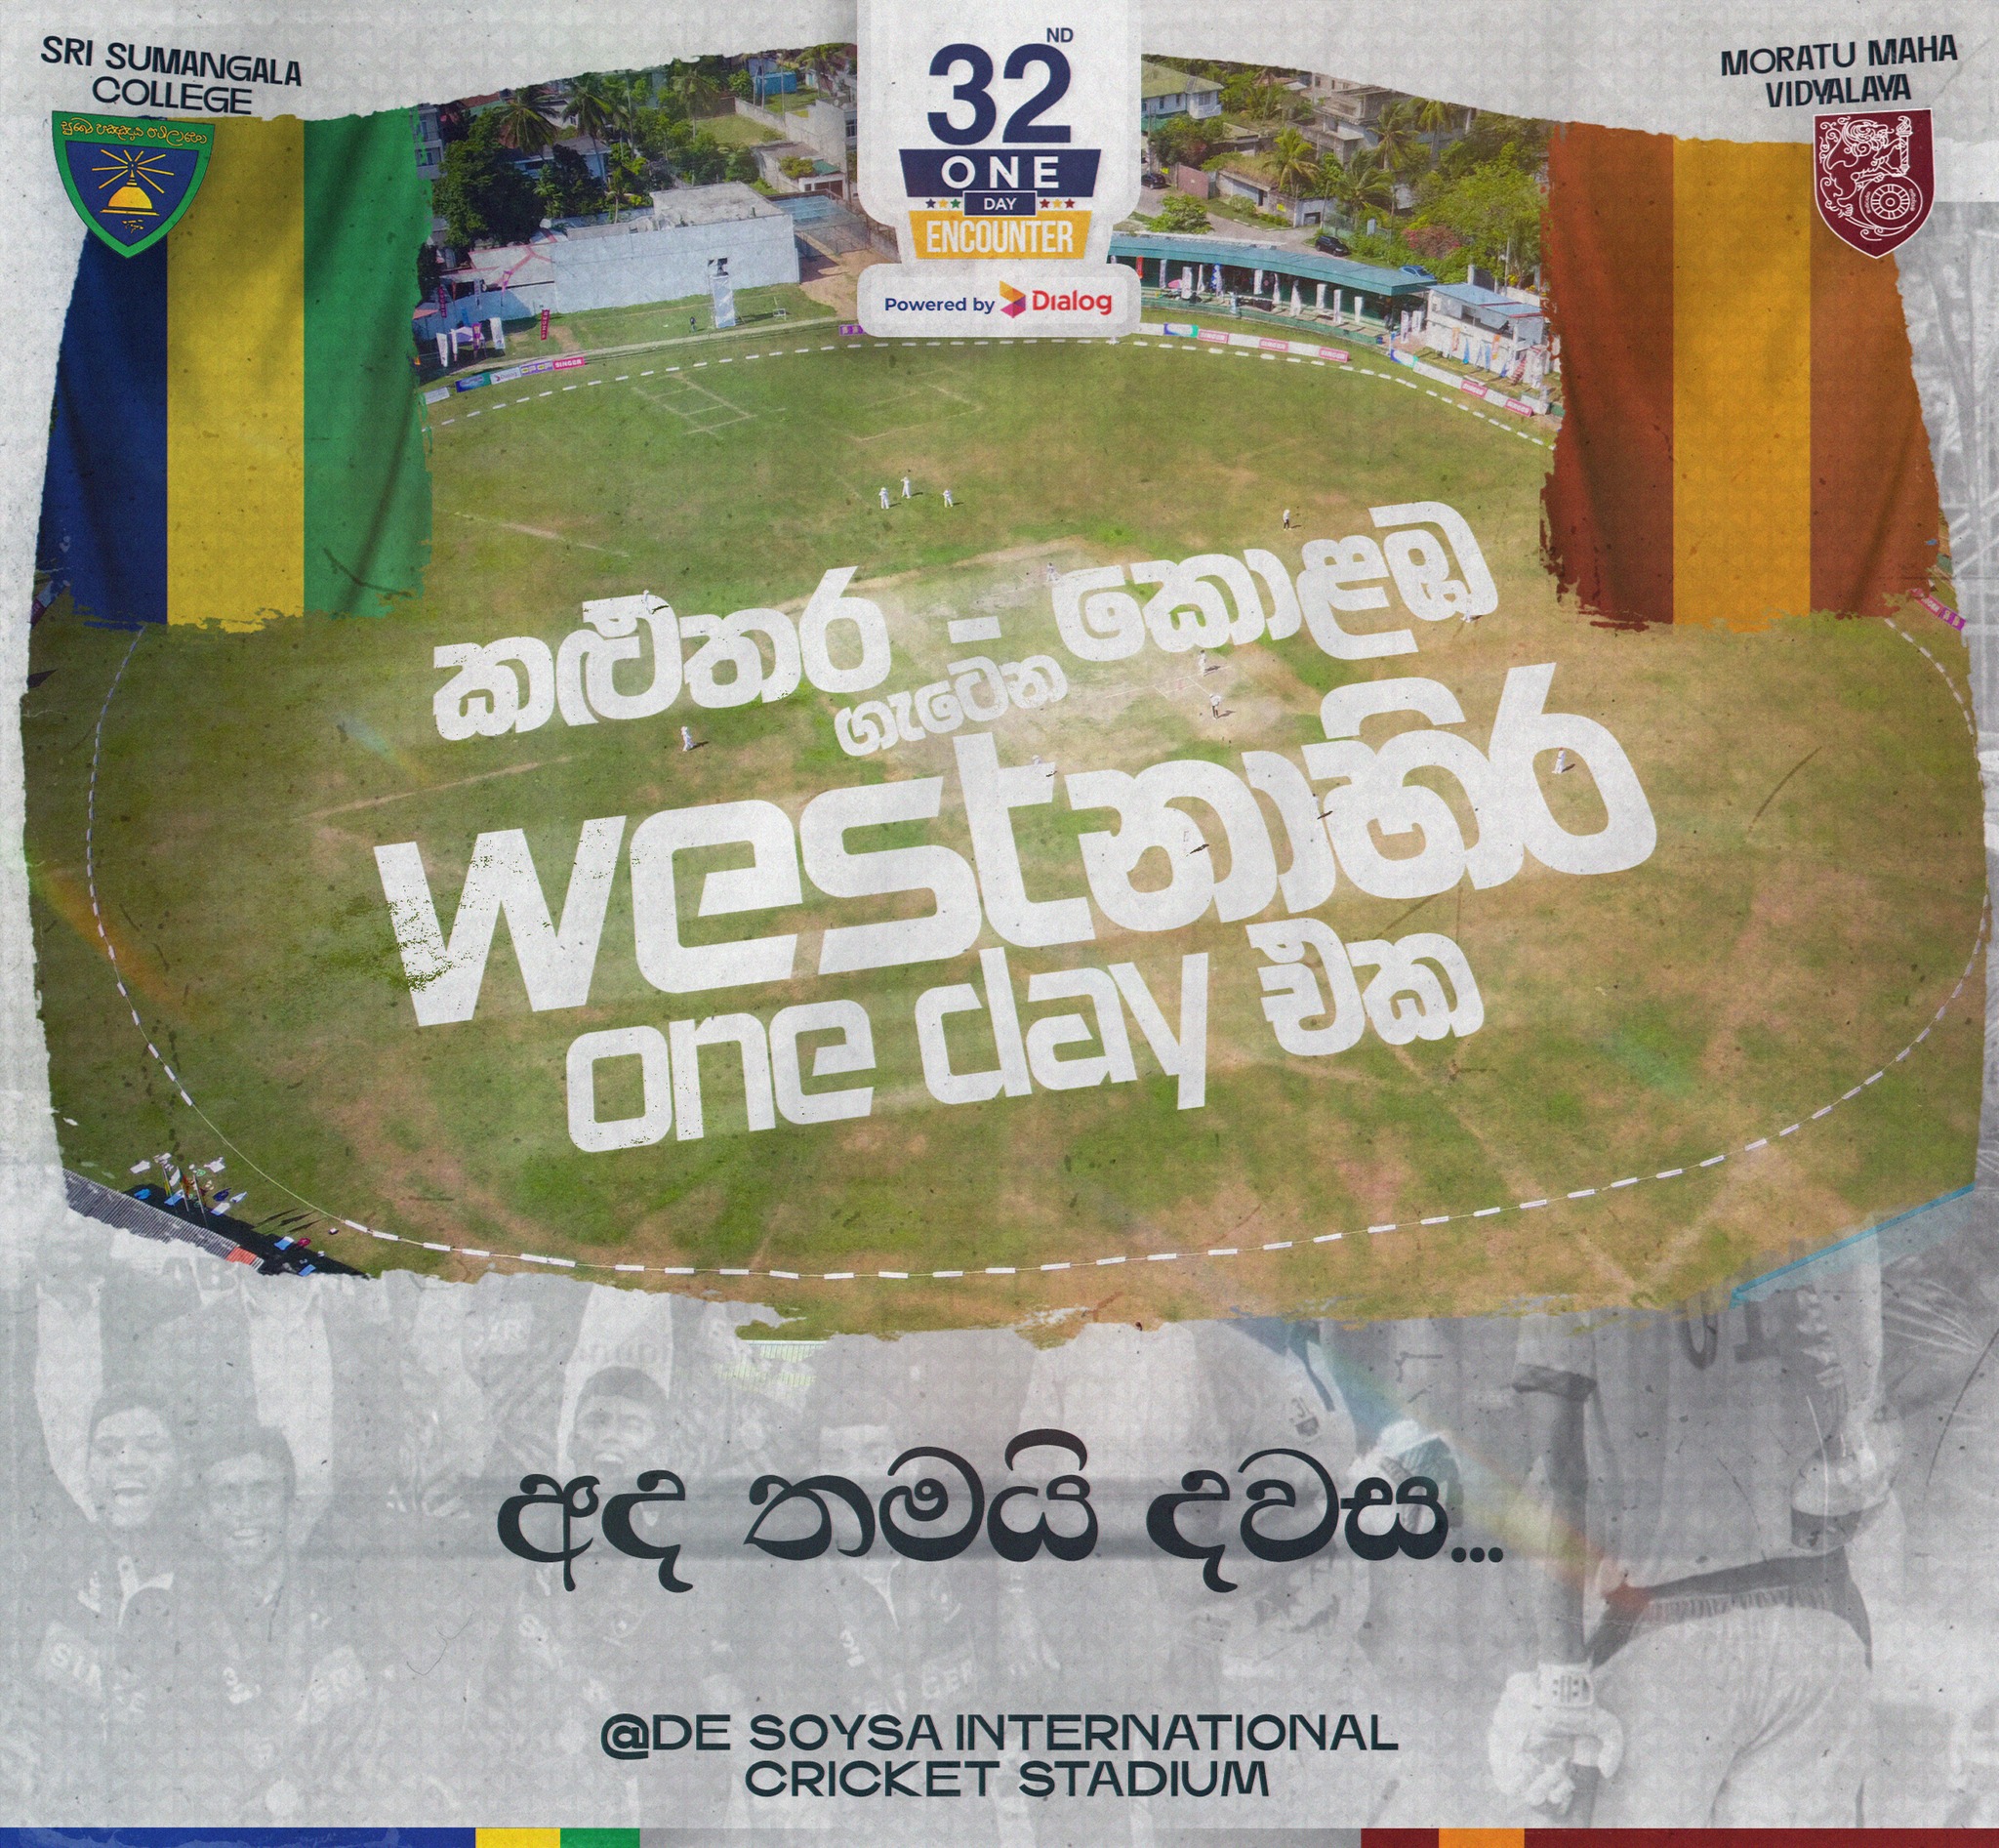 SRI SUMANGALA
COLLEGE
MORATU MAHA
VIDYALAYA
32ND
ONE
DAY
ENCOUNTER
Powered by Dialog
කළුතර - කොළඹ
ගැටෙන
westනාහිර
one day එක
අද තමයි දවස...
@DE SOYSA INTERNATIONAL
CRICKET STADIUM